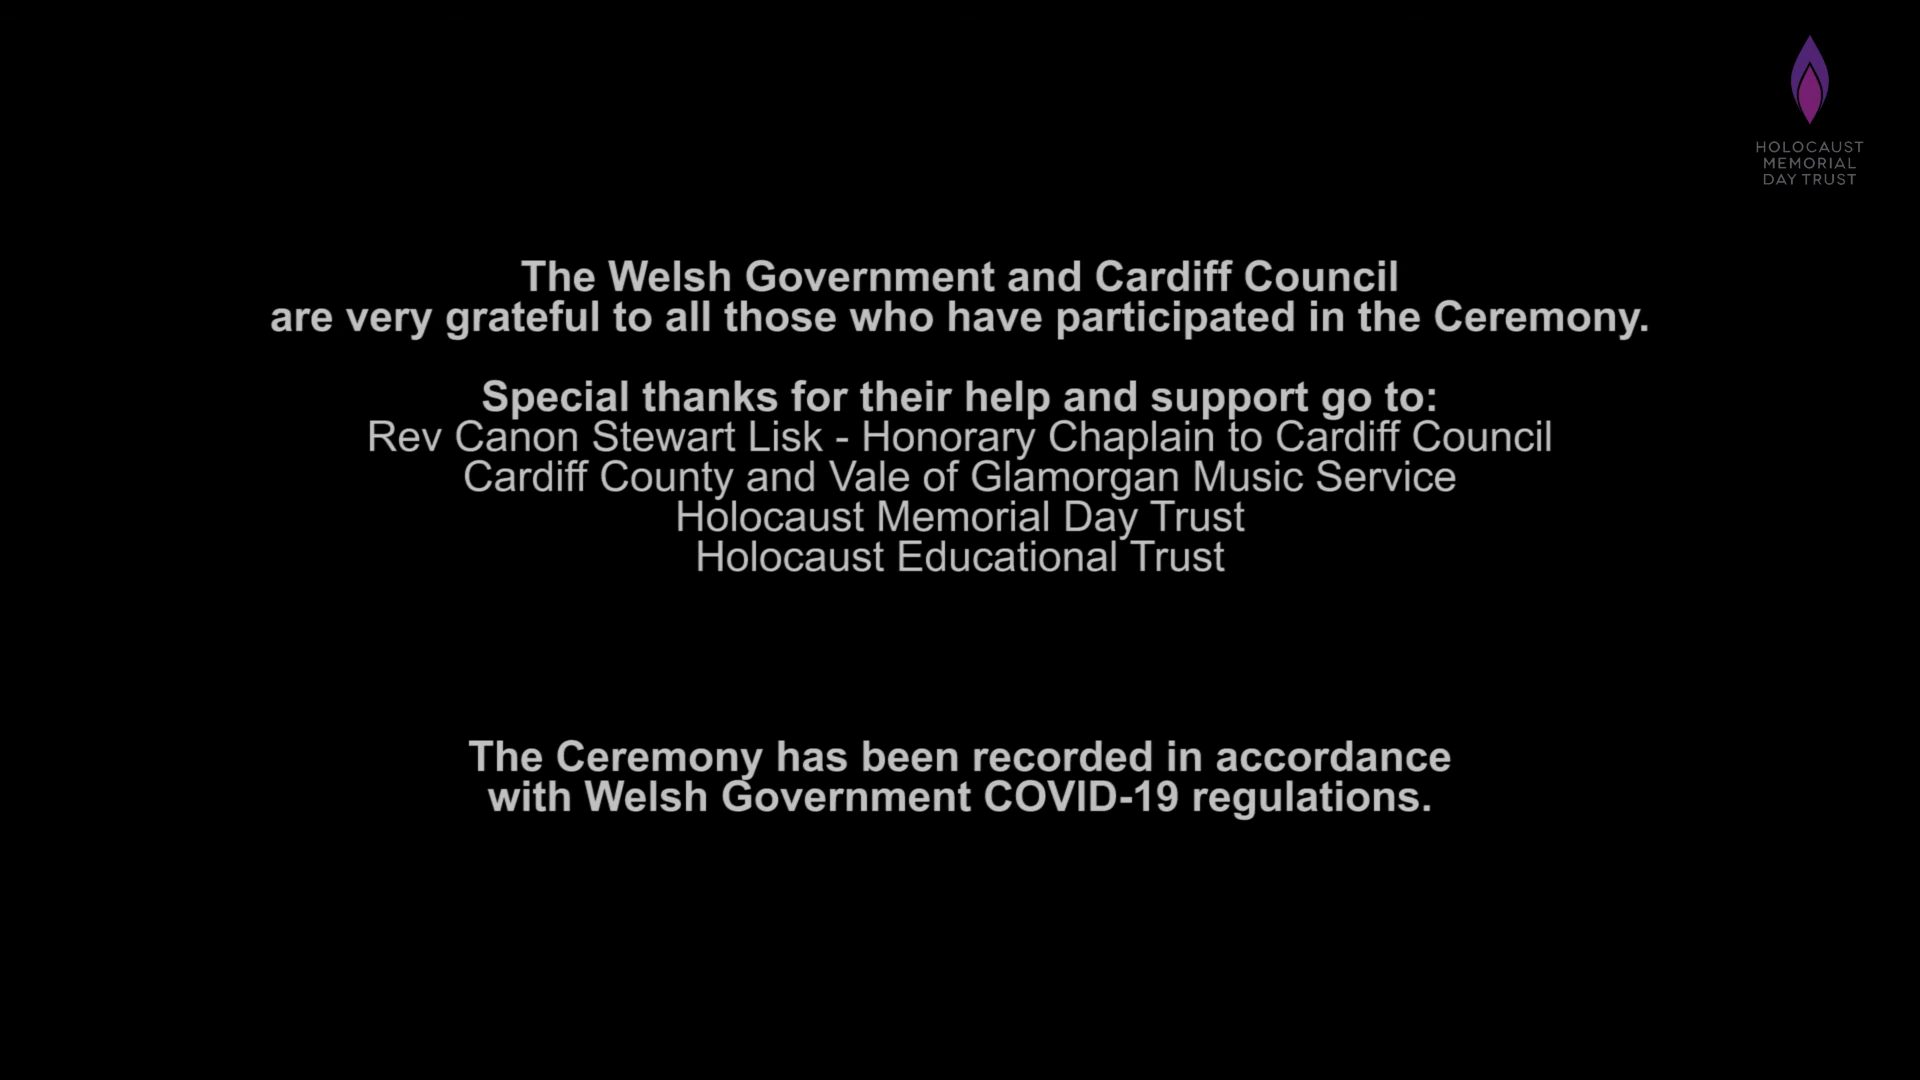 HOLOCAUST
MEMORIAL
DAY TRUST
The Welsh Government and Cardiff Council
are very grateful to all those who have participated in the Ceremony.
Special thanks for their help and support go to:
Rev Canon Stewart Lisk - Honorary Chaplain to Cardiff Council
Cardiff County and Vale of Glamorgan Music Service
Holocaust Memorial Day Trust
Holocaust Educational Trust
The Ceremony has been recorded in accordance
with Welsh Government COVID-19 regulations.